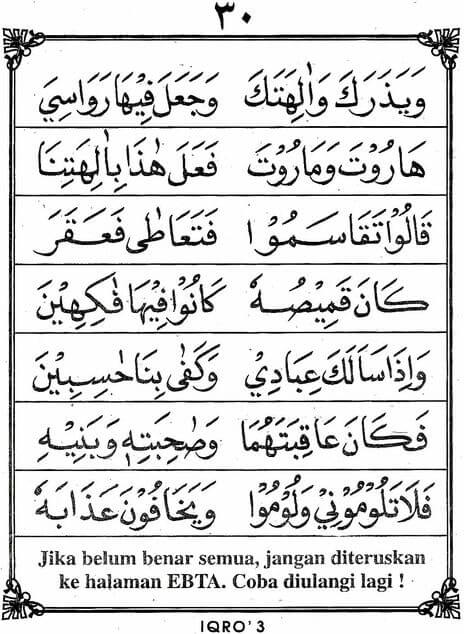 ٣٠
وَيَذَرَكَ وَاٰلِهَتَكَ وَجَعَلَ فِيْهَا رَوَاسِيَ
هَارُوْتَ وَمَارُوْتَ فَعَلَ هٰذَا بِاٰلِهَتِنَا
قَالُوْا تَقَاسَمُوْا فَتَعَاطٰى فَعَقَرَ
كَانَ قَمِيْصُهٗ كَانُوْا فِيْهَا فٰكِهِيْنَ
وَاِذَا سَاَلَكَ عِبَادِيْ وَكَفٰى بِنَا حٰسِبِيْنَ
فَكَانَ عَاقِبَتَهُمَا وَصَاحِبَتِهٖ وَبَنِيْهِ
فَلَا تَلُوْمُوْنِيْ وَلُوْمُوْا وَيَخَافُوْنَ عَذَابَهٗ
Jika belum benar semua, jangan diteruskan
ke halaman EBTA. Coba diulangi lagi !
IQRO' 3